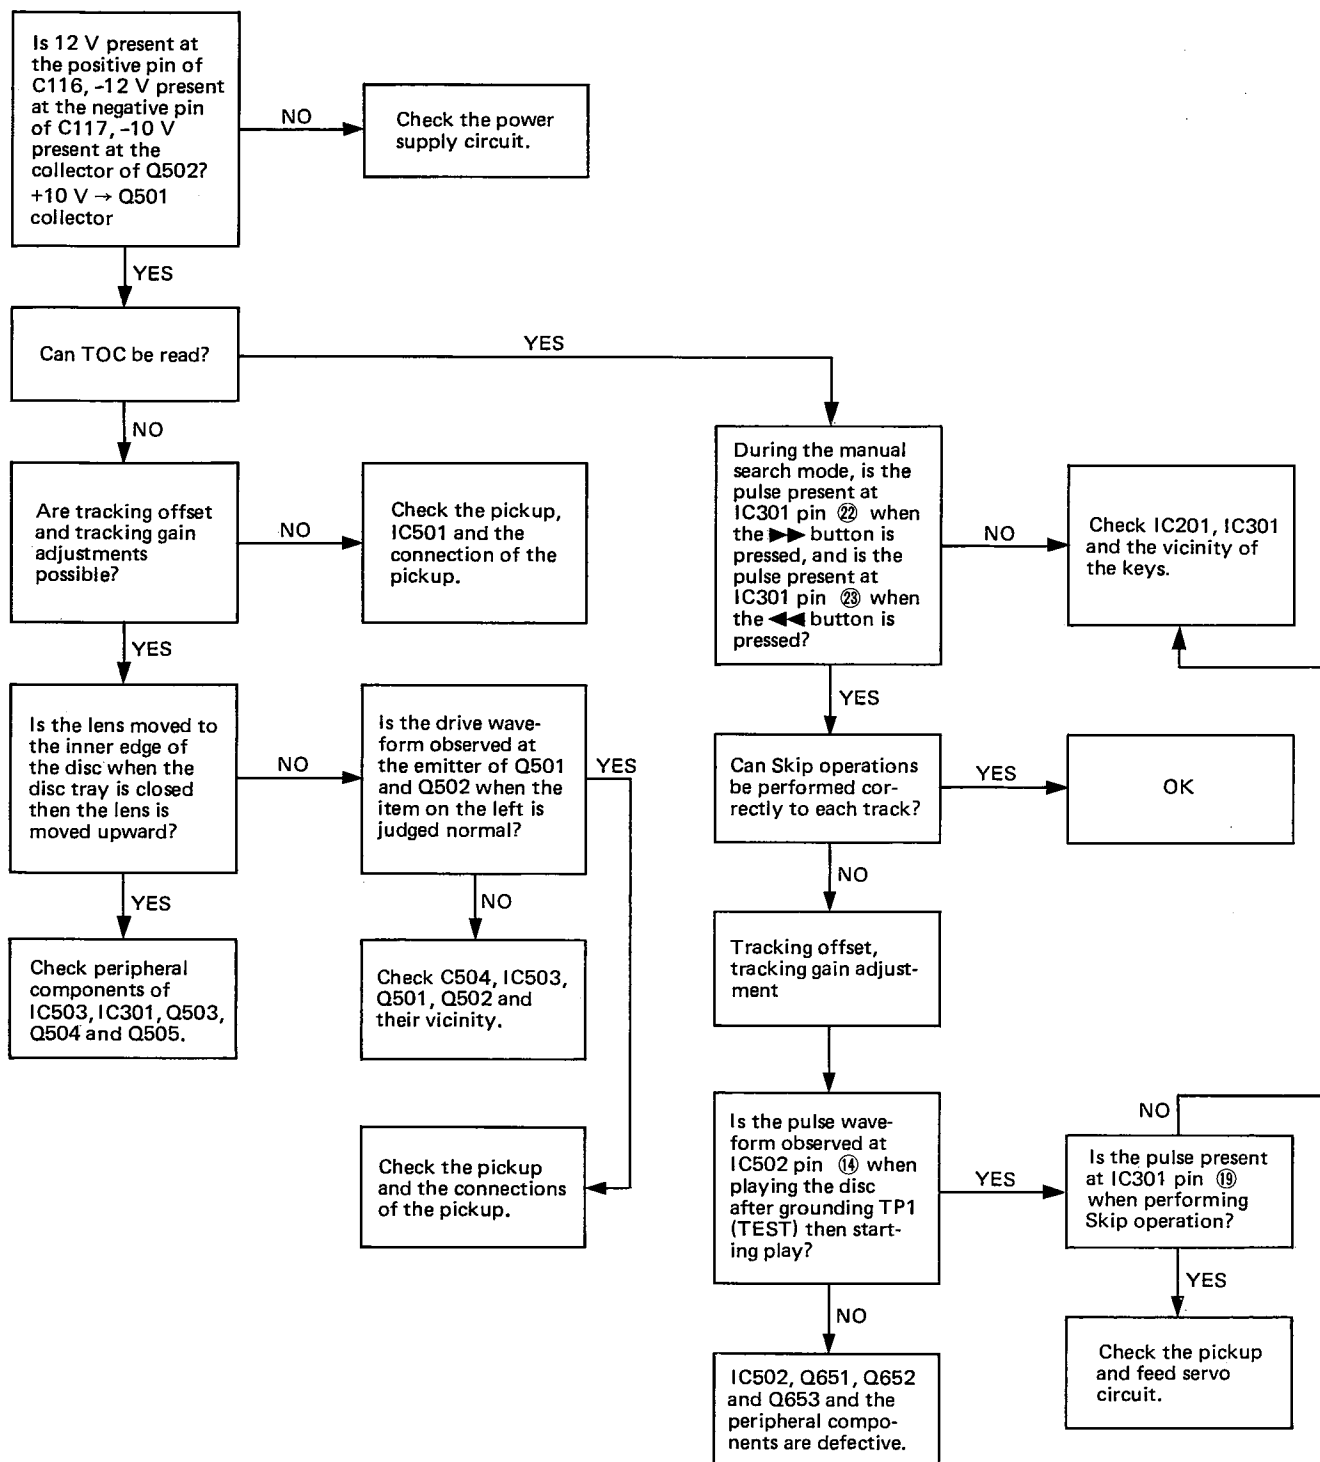 Is 12 V present at
the positive pin of
C116, -12 V present
at the negative pin
of C117, -10 V
present at the
collector of Q502?
+10 V → Q501
collector
NO
Check the power
supply circuit.
YES
Can TOC be read?
YES
NO
Are tracking offset
and tracking gain
adjustments
possible?
NO
Check the pickup,
IC501 and the
connection of the
pickup.
YES
Is the lens moved to
the inner edge of
the disc when the
disc tray is closed
then the lens is
moved upward?
NO
Is the drive wave-
form observed at
the emitter of Q501
and Q502 when the
item on the left is
judged normal?
YES
YES
NO
Check peripheral
components of
IC503, IC301, Q503,
Q504 and Q505.
Check C504, IC503,
Q501, Q502 and
their vicinity.
Check the pickup
and the connections
of the pickup.
During the manual
search mode, is the
pulse present at
IC301 pin ㉒ when
the ▶▶ button is
pressed, and is the
pulse present at
IC301 pin ㉓ when
the ◀◀ button is
pressed?
NO
Check IC201, IC301
and the vicinity of
the keys.
YES
Can Skip operations
be performed cor-
rectly to each track?
YES
OK
NO
Tracking offset,
tracking gain adjust-
ment
Is the pulse wave-
form observed at
IC502 pin ⑭ when
playing the disc
after grounding TP1
(TEST) then start-
ing play?
YES
NO
Is the pulse present
at IC301 pin ⑲
when performing
Skip operation?
YES
NO
Check the pickup
and feed servo
circuit.
IC502, Q651, Q652
and Q653 and the
peripheral compo-
nents are defective.